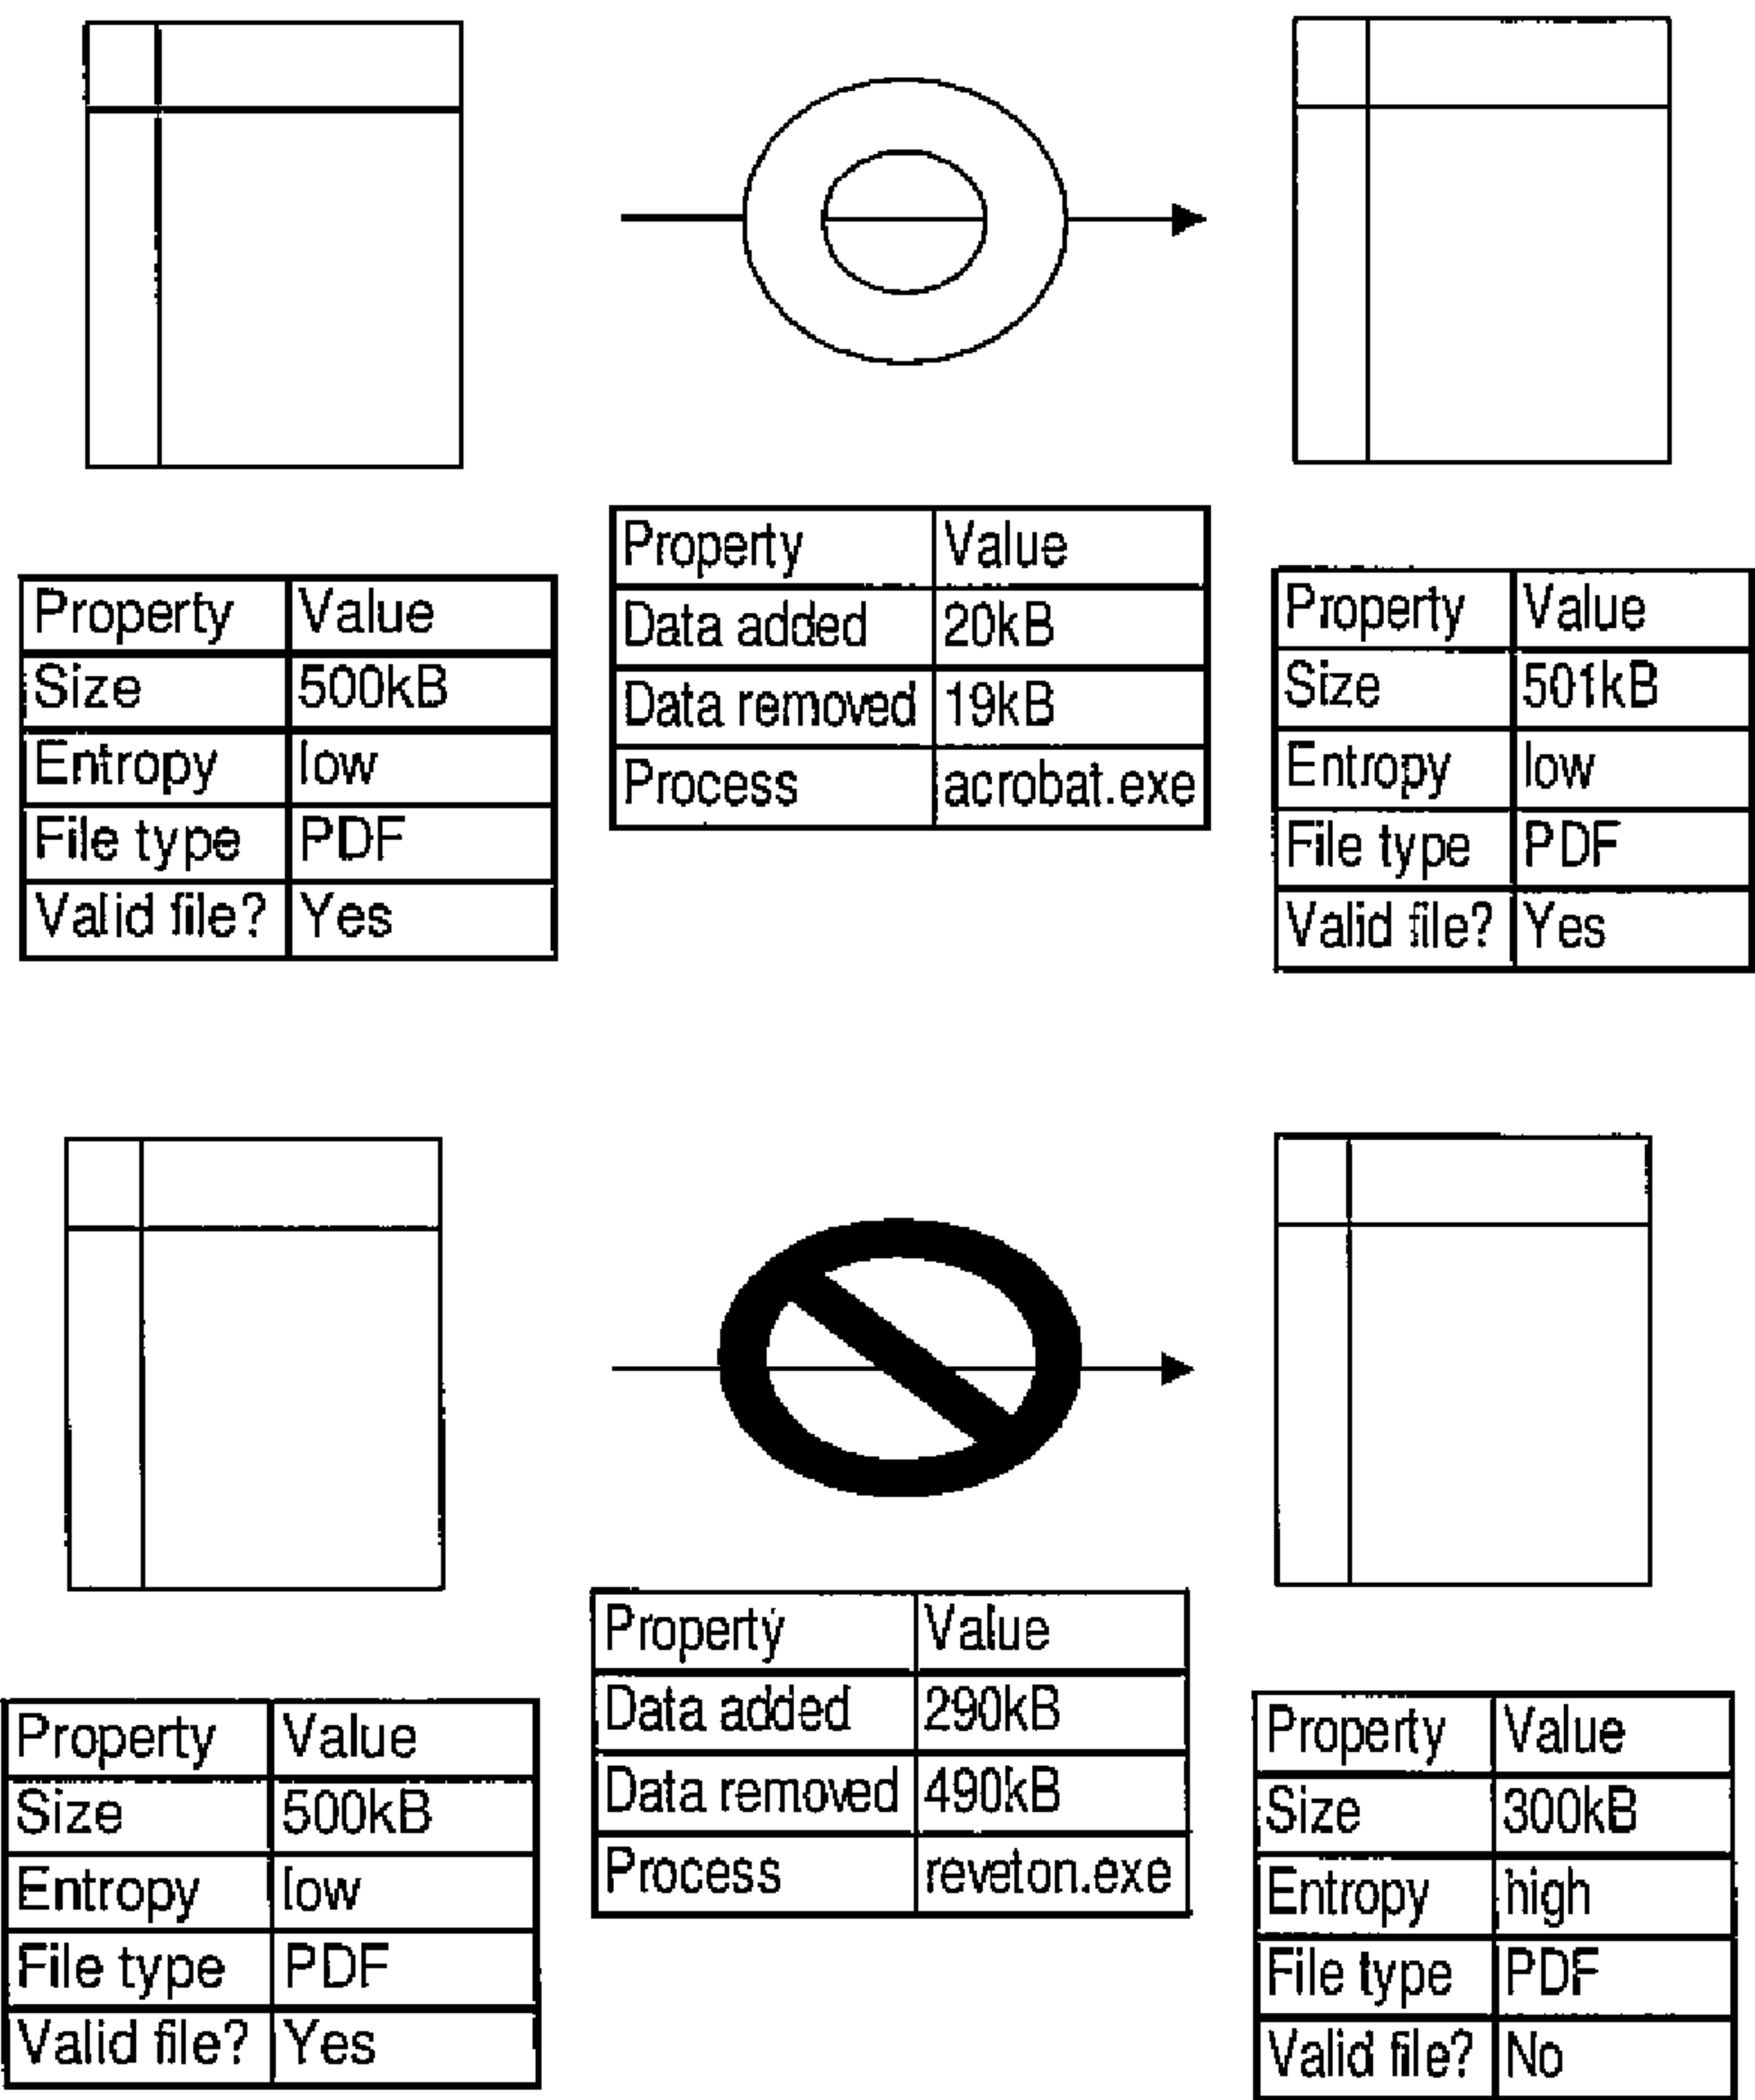 Property Value
Size 500kB
Entropy low
File type PDF
Valid file? Yes
Property Value
Data added 20kB
Data removed 19kB
Process acrobat.exe
Property Value
Size 501kB
Entropy low
File type PDF
Valid file? Yes
Property Value
Size 500kB
Entropy low
File type PDF
Valid file? Yes
Property Value
Data added 290kB
Data removed 490kB
Process reveton.exe
Property Value
Size 300kB
Entropy high
File type PDF
Valid file? No